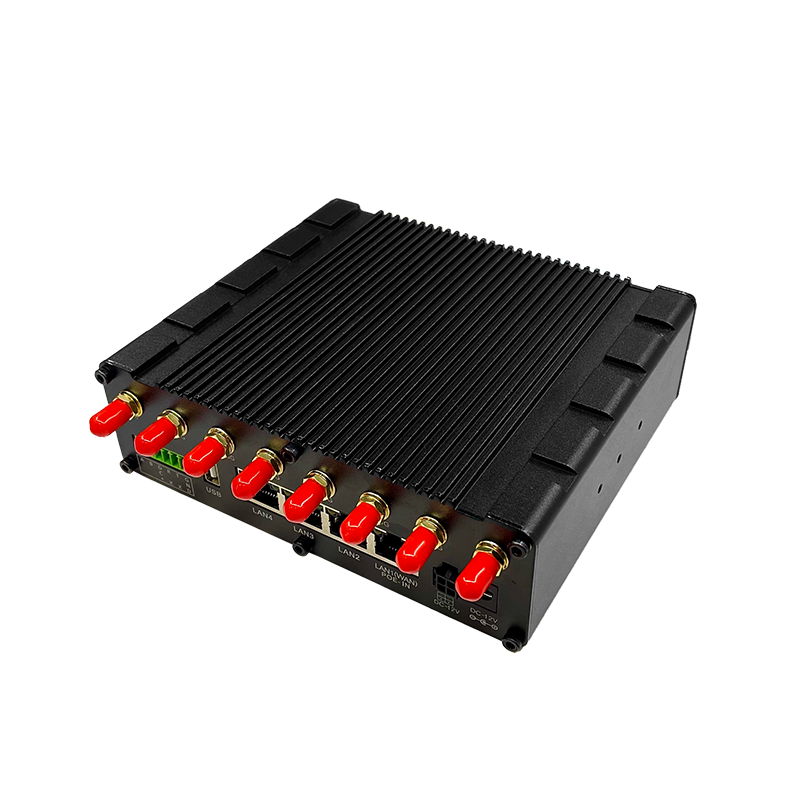 USB
LAN4
LAN3
LAN2
LAN1(WAN)
POE-IN
DC-12V
DC-12V